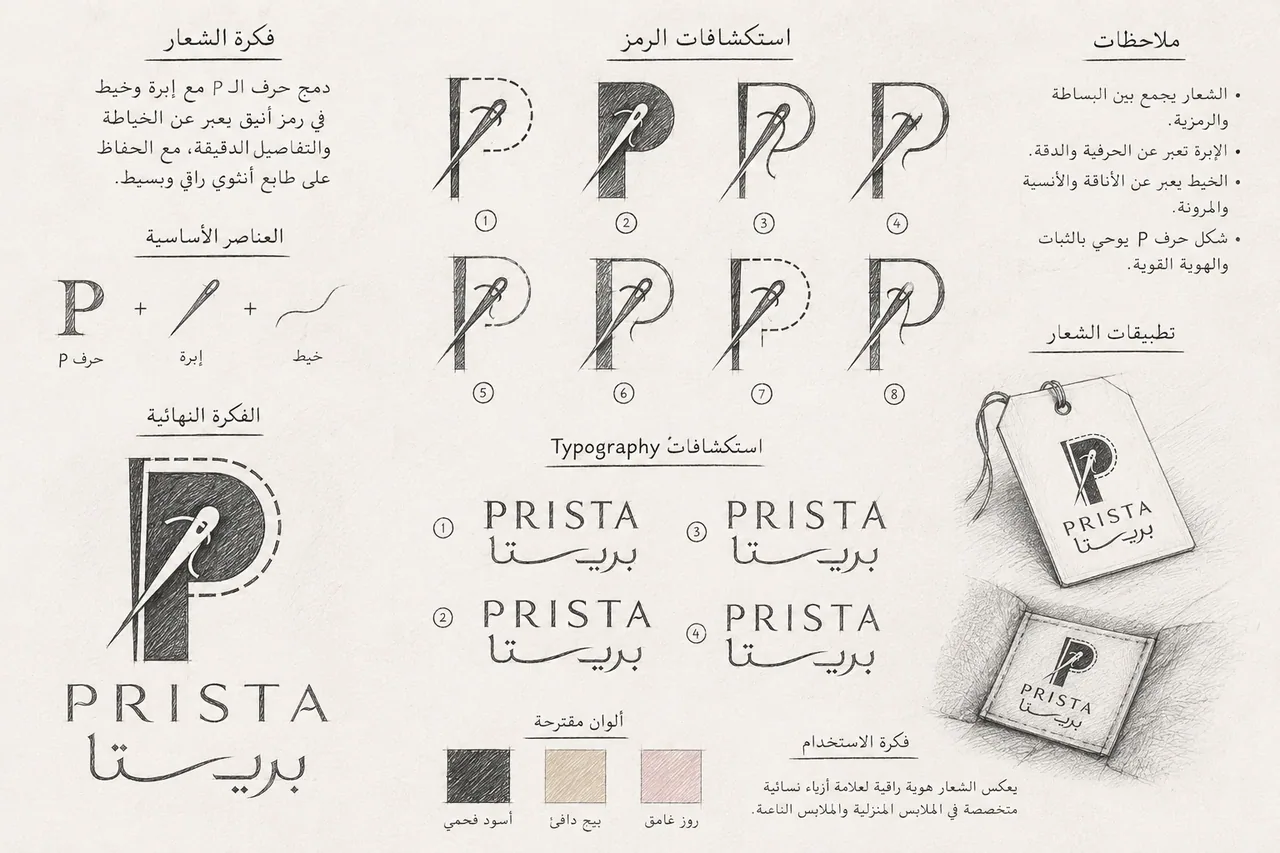 فكرة الشعار
دمج حرف الـ P مع إبرة وخيط
في رمز أنيق يعبر عن الخياطة
والتفاصيل الدقيقة، مع الحفاظ
على طابع أنثوي راقي وبسيط.
العناصر الأساسية
P + +
حرف P
إبرة
خيط
الفكرة النهائية
P
PRISTA
بريستا
استكشافات الرمز
1
2
3
4
5
6
7
8
استكشافات Typography
1 PRISTA
بريستا
3 PRISTA
بريستا
2 PRISTA
بريستا
4 PRISTA
بريستا
ألوان مقترحة
أسود فحمي
بيج دافئ
روز غامق
ملاحظات
• الشعار يجمع بين البساطة
والرمزية.
• الإبرة تعبر عن الحرفية والدقة.
• الخيط يعبر عن الأناقة والأنسية
والمرونة.
• شكل حرف P يوحي بالثبات
والهوية القوية.
تطبيقات الشعار
P
PRISTA
بريستا
P
PRISTA
بريستا
فكرة الاستخدام
يعكس الشعار هوية راقية لعلامة أزياء نسائية
متخصصة في الملابس المنزلية والملابس الناعمة.